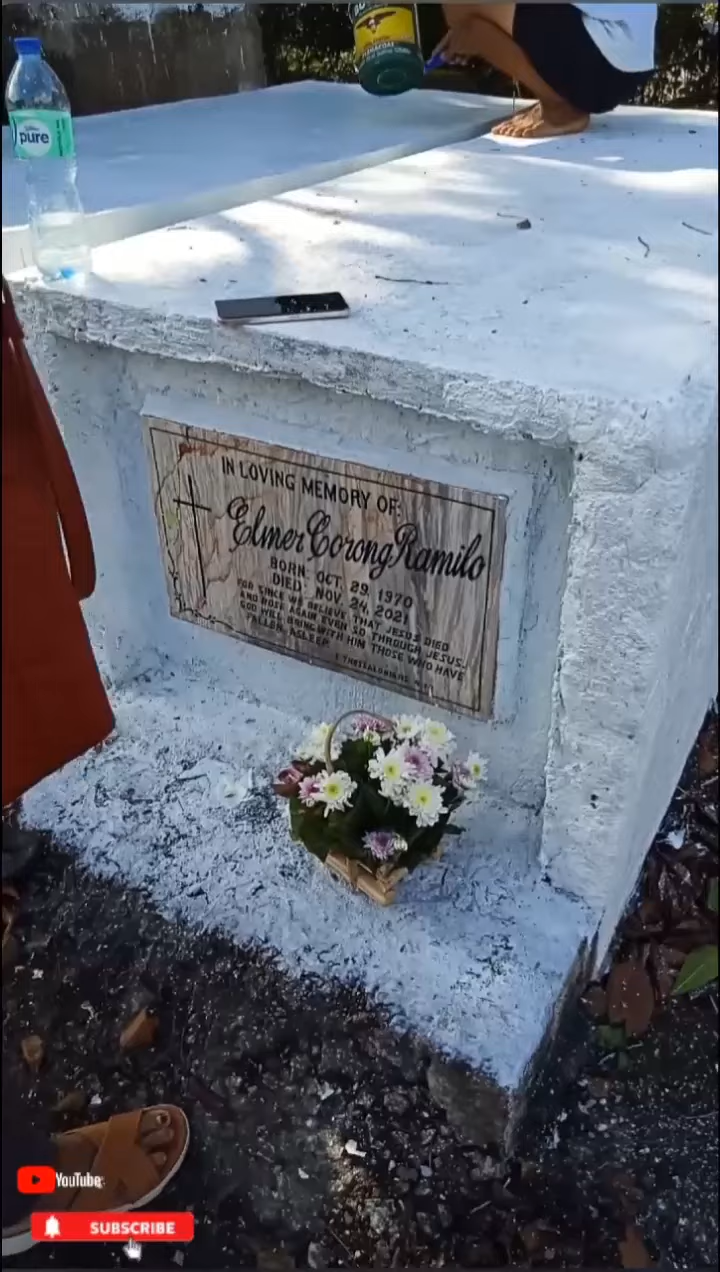 pure
IN LOVING MEMORY OF:
Elmer Corong Ramilo
BORN: OCT. 29, 1970
DIED: NOV. 24, 2021
FOR SINCE WE BELIEVE THAT JESUS DIED
AND ROSE AGAIN EVEN SO THROUGH JESUS.
GOD WILL BRING WITH HIM THOSE WHO HAVE
FALLEN ASLEEP.
I THESSALONIANS
YouTube
SUBSCRIBE